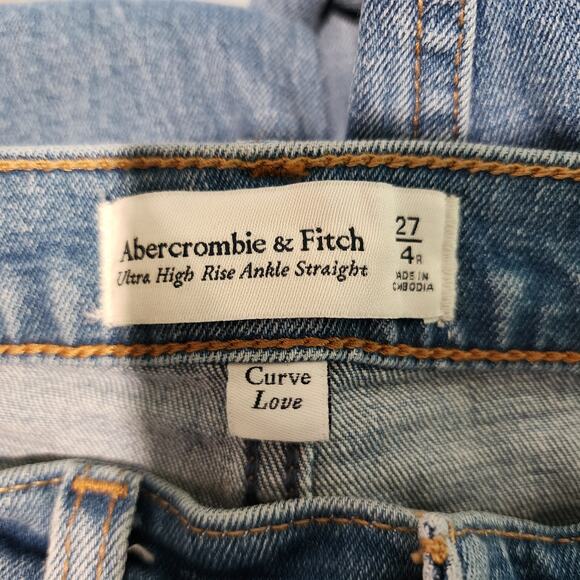 Abercrombie & Fitch
Ultra High Rise Ankle Straight
27
4R
MADE IN
CAMBODIA
Curve
Love